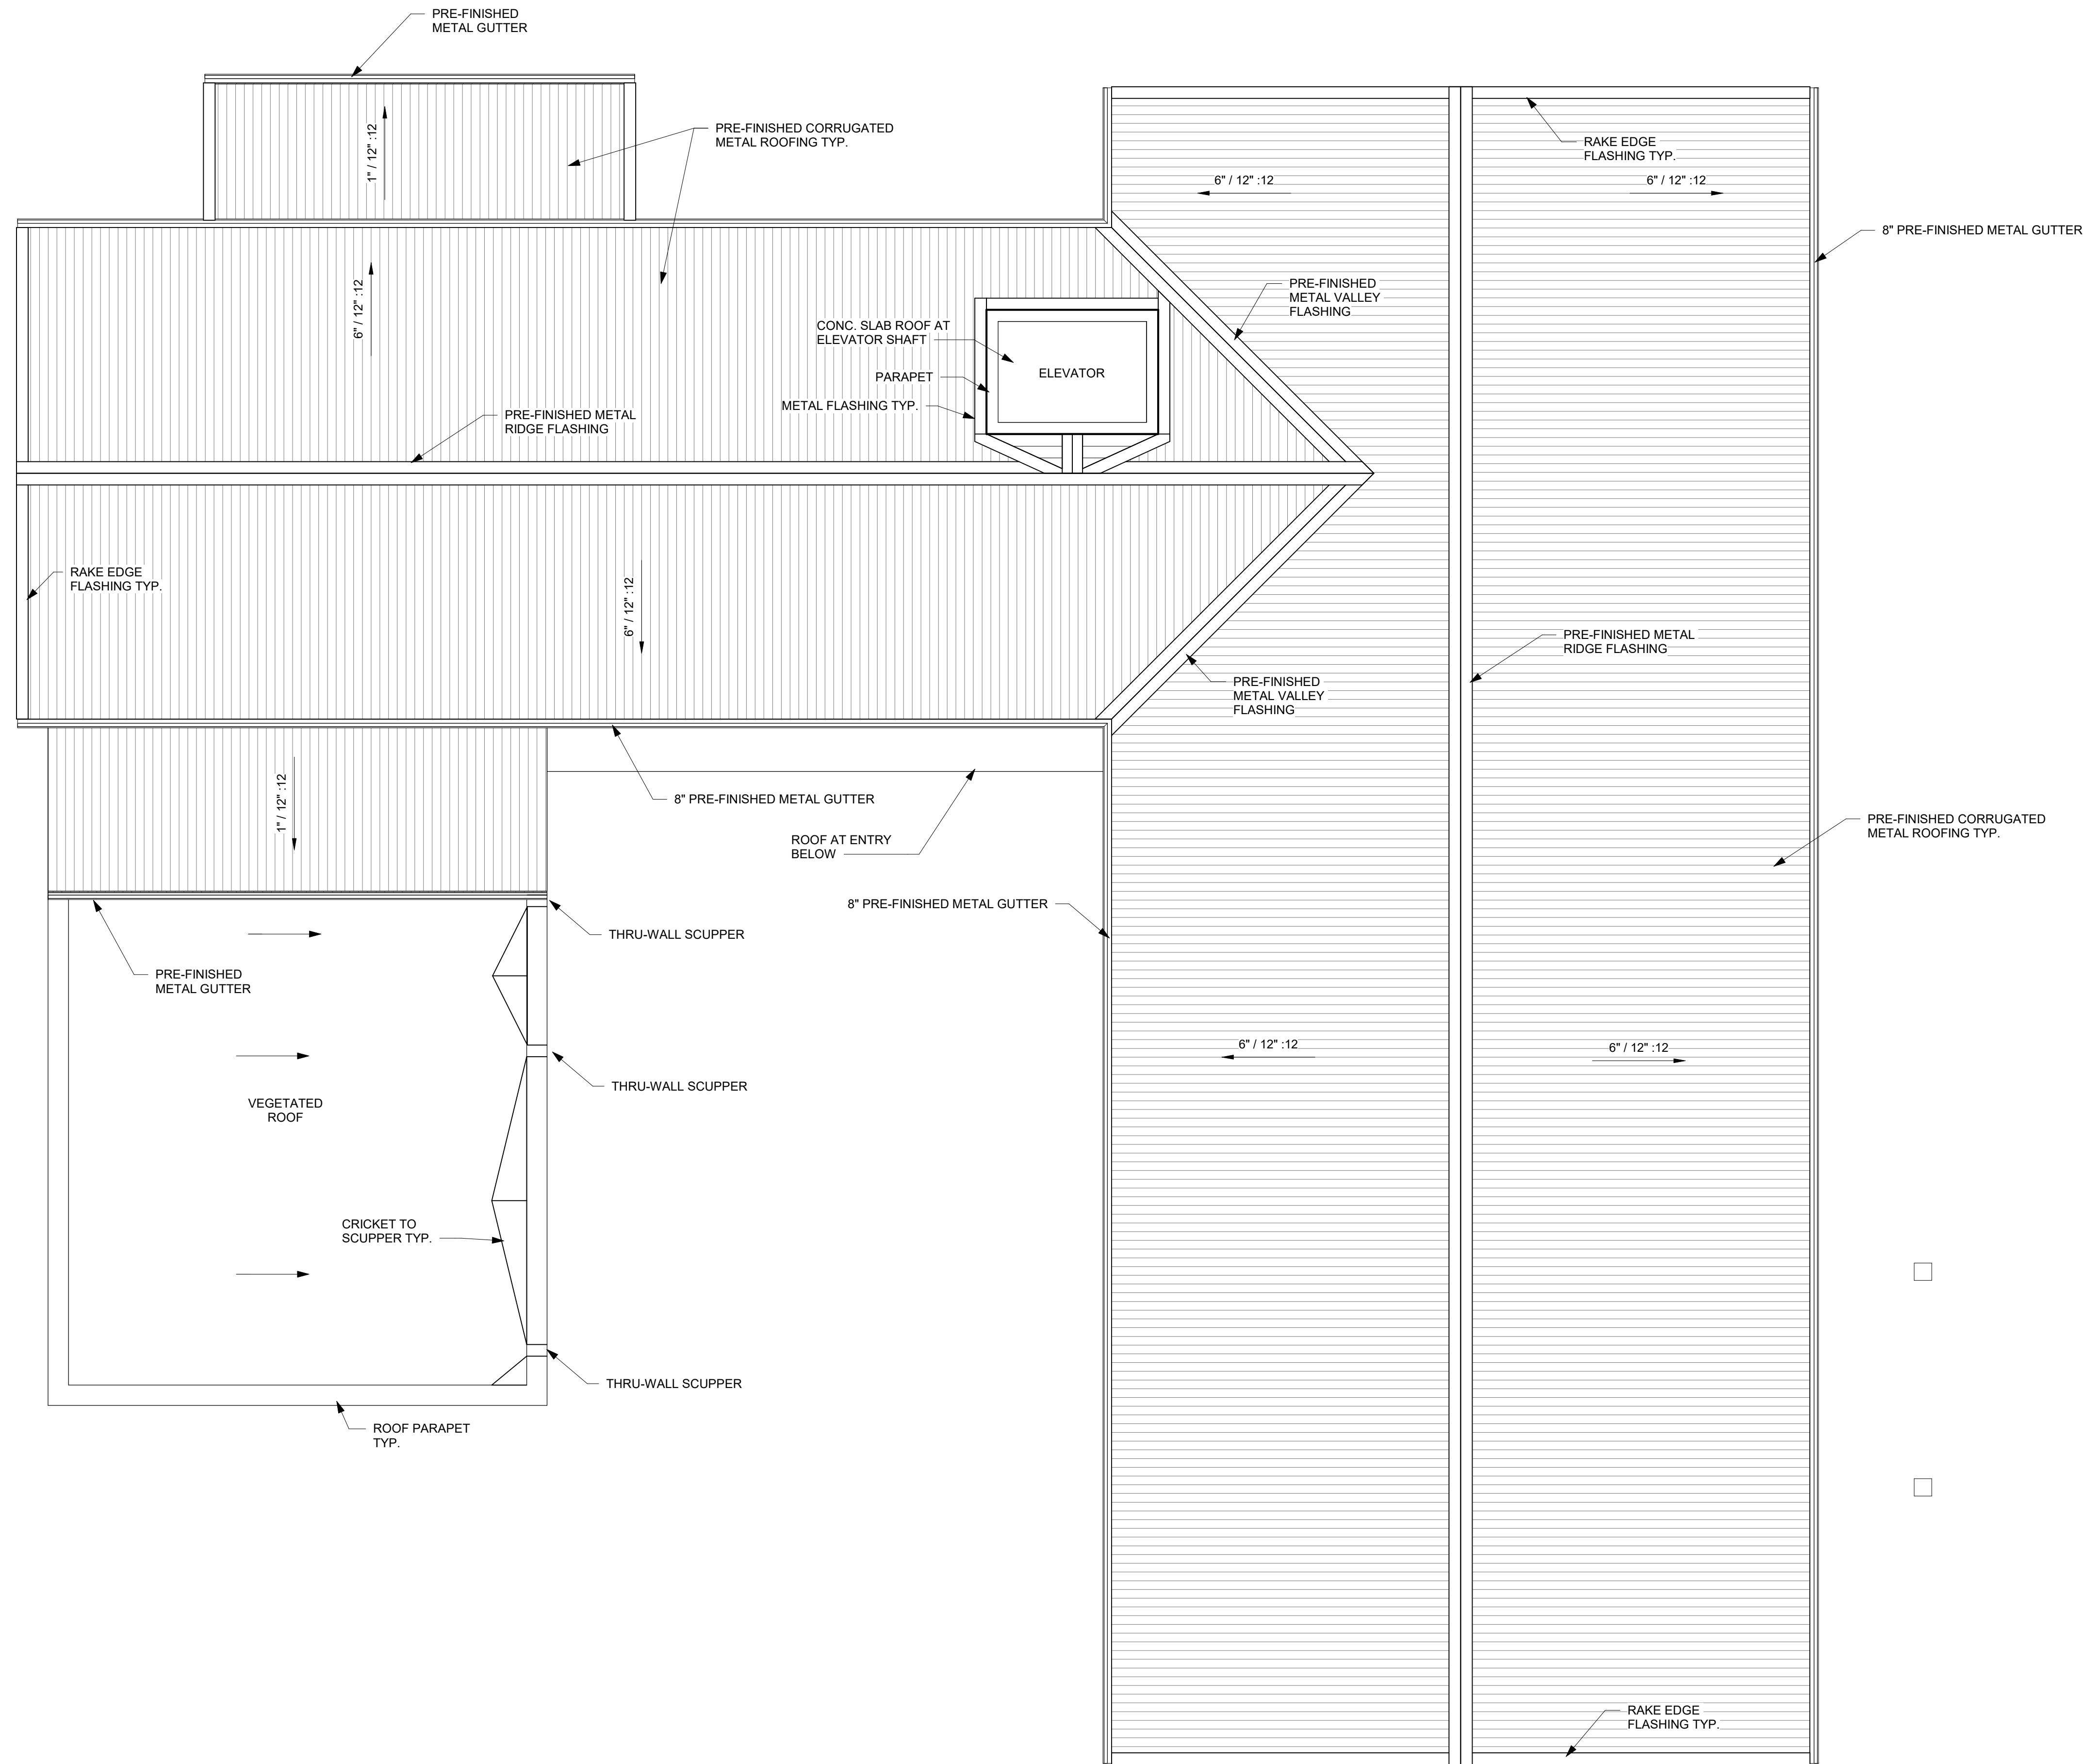 PRE-FINISHED
METAL GUTTER
PRE-FINISHED CORRUGATED
METAL ROOFING TYP.
1" / 12" :12
RAKE EDGE
FLASHING TYP.
6" / 12" :12
6" / 12" :12
8" PRE-FINISHED METAL GUTTER
6" / 12" :12
PRE-FINISHED
METAL VALLEY
FLASHING
CONC. SLAB ROOF AT
ELEVATOR SHAFT
ELEVATOR
PARAPET
METAL FLASHING TYP.
PRE-FINISHED METAL
RIDGE FLASHING
RAKE EDGE
FLASHING TYP.
6" / 12" :12
PRE-FINISHED METAL
RIDGE FLASHING
PRE-FINISHED
METAL VALLEY
FLASHING
1" / 12" :12
8" PRE-FINISHED METAL GUTTER
ROOF AT ENTRY
BELOW
PRE-FINISHED CORRUGATED
METAL ROOFING TYP.
8" PRE-FINISHED METAL GUTTER
THRU-WALL SCUPPER
PRE-FINISHED
METAL GUTTER
6" / 12" :12
6" / 12" :12
THRU-WALL SCUPPER
VEGETATED
ROOF
CRICKET TO
SCUPPER TYP.
THRU-WALL SCUPPER
ROOF PARAPET
TYP.
RAKE EDGE
FLASHING TYP.